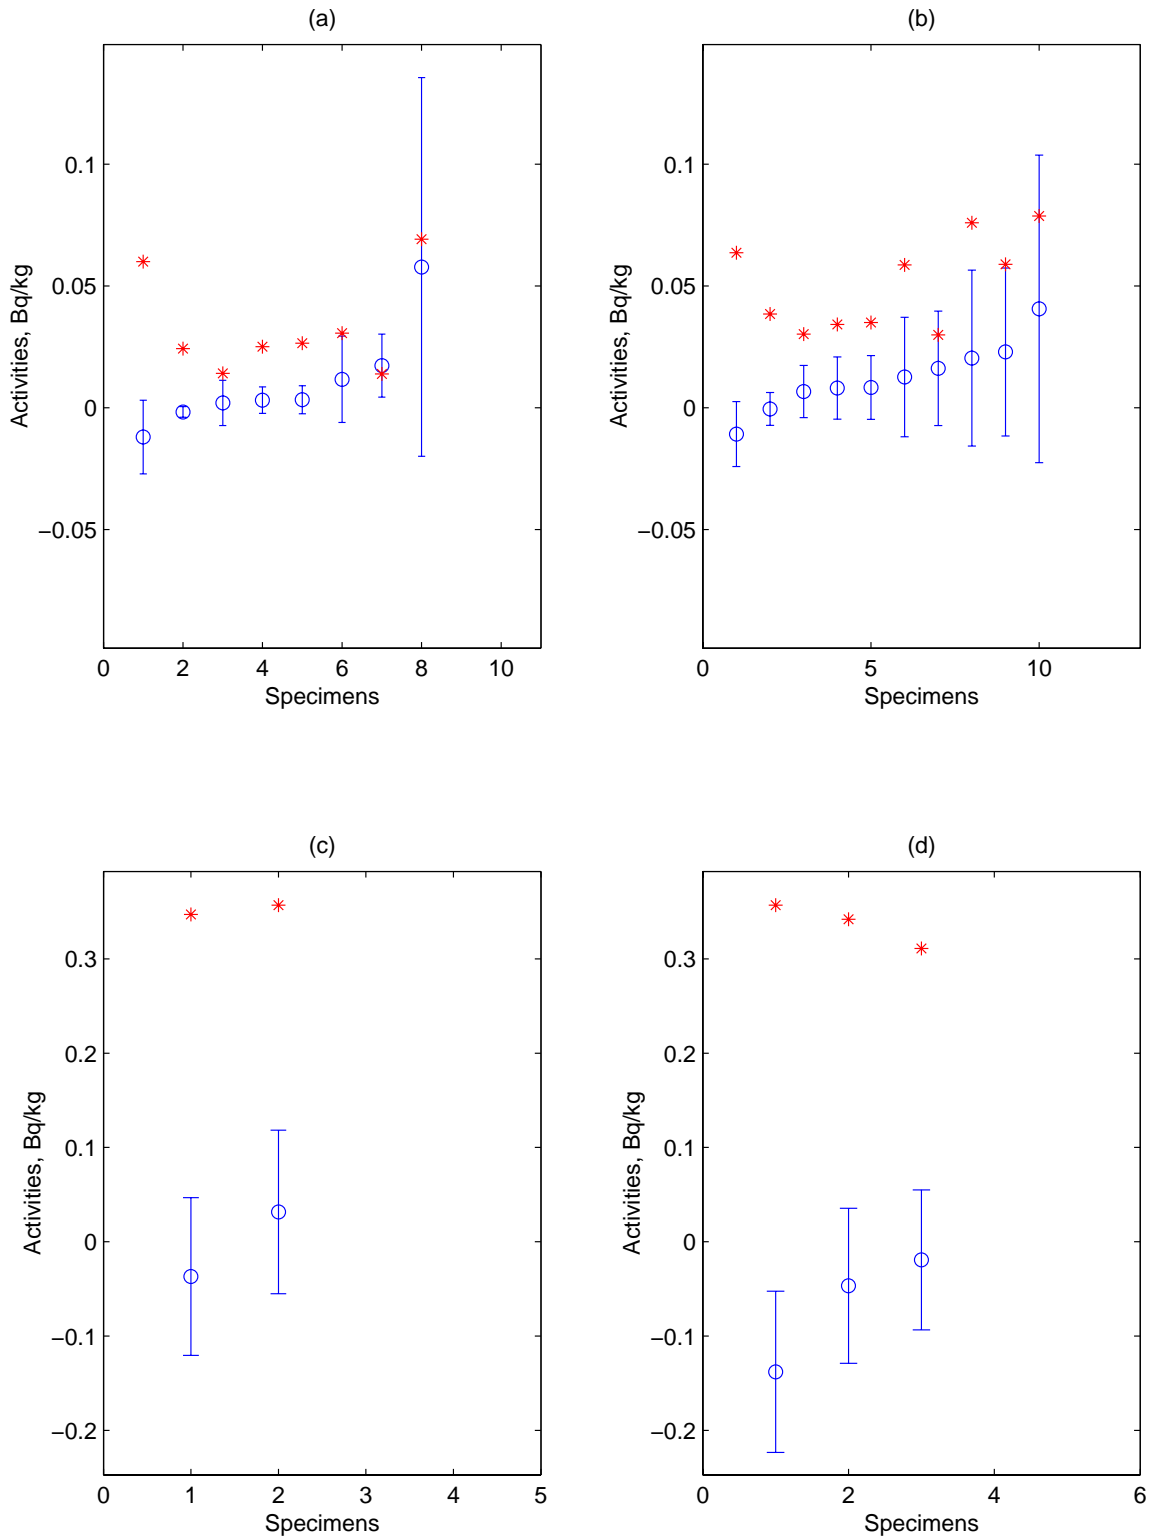 (a)
0.1
0.05
0
−0.05
Activities, Bq/kg
0 2 4 6 8 10
Specimens
(b)
0.1
0.05
0
−0.05
Activities, Bq/kg
0 5 10
Specimens
(c)
0.3
0.2
0.1
0
−0.1
−0.2
Activities, Bq/kg
0 1 2 3 4 5
Specimens
(d)
0.3
0.2
0.1
0
−0.1
−0.2
Activities, Bq/kg
0 2 4 6
Specimens